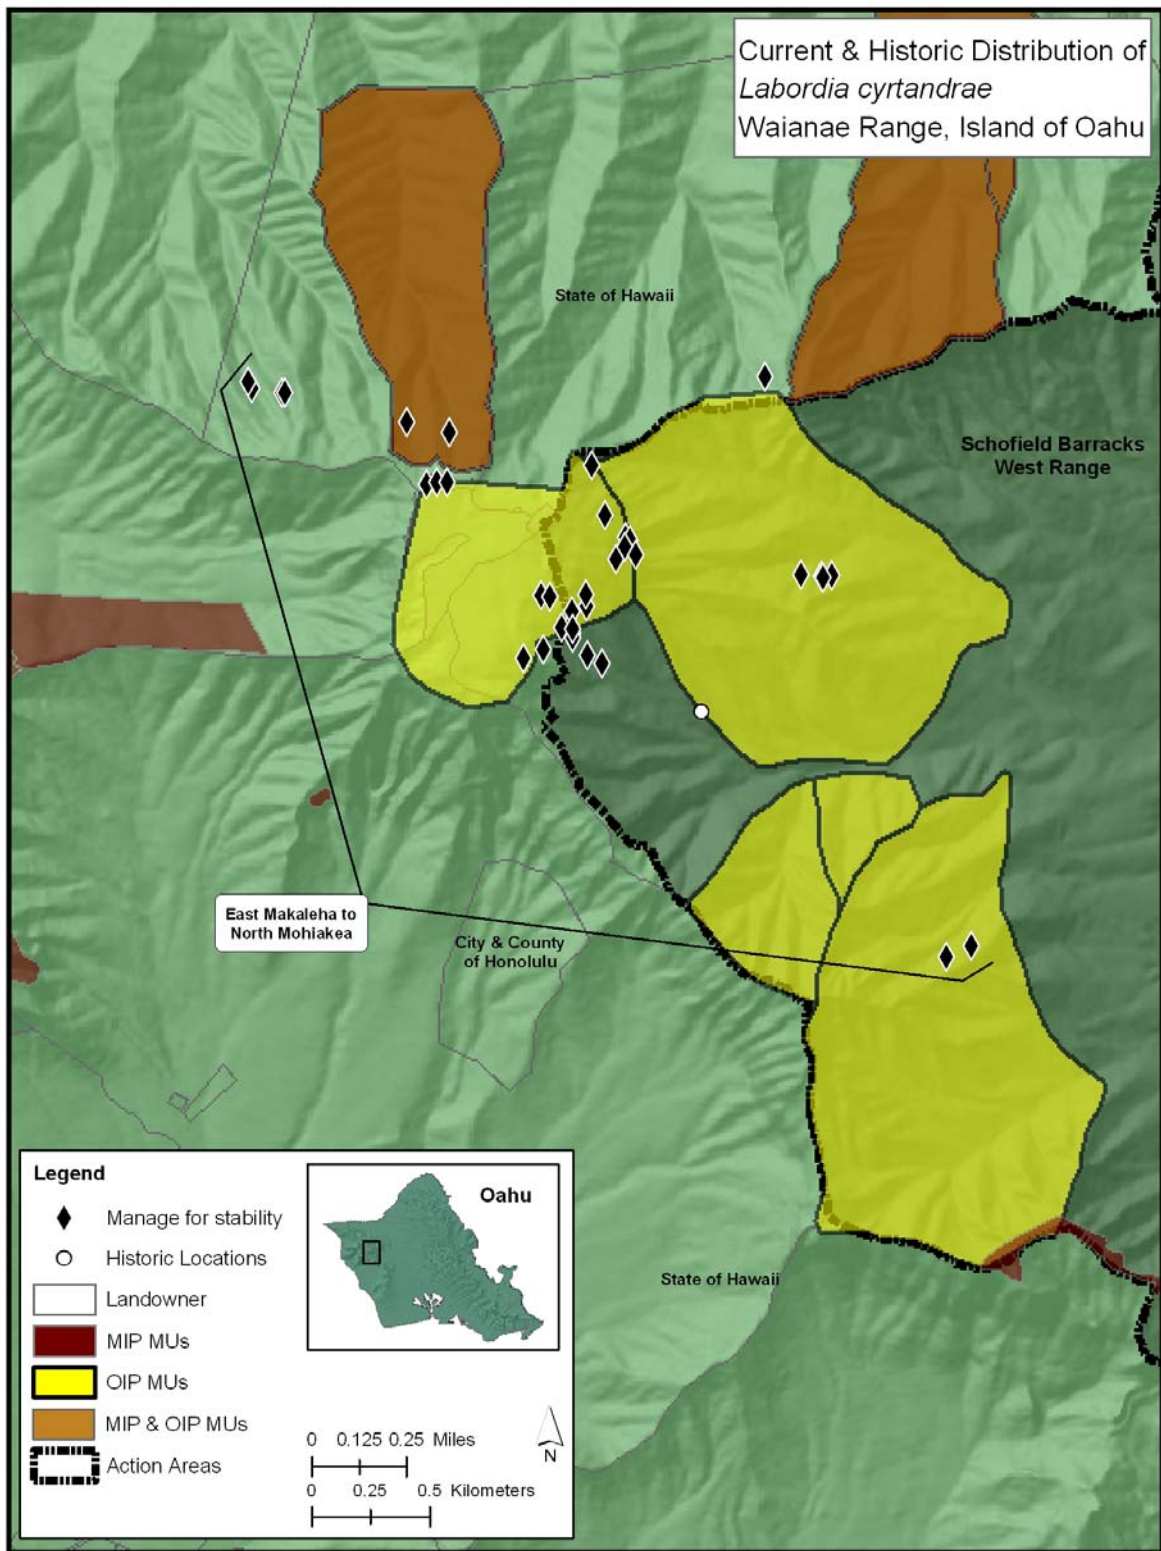 Current & Historic Distribution of
Labordia cyrtandrae
Waianae Range, Island of Oahu
State of Hawaii
Schofield Barracks
West Range
East Makaleha to
North Mohiakea
City & County
of Honolulu
State of Hawaii
Legend
Manage for stability
Historic Locations
Landowner
MIP MUs
OIP MUs
MIP & OIP MUs
Action Areas
Oahu
0 0.125 0.25 Miles
0 0.25 0.5 Kilometers
N